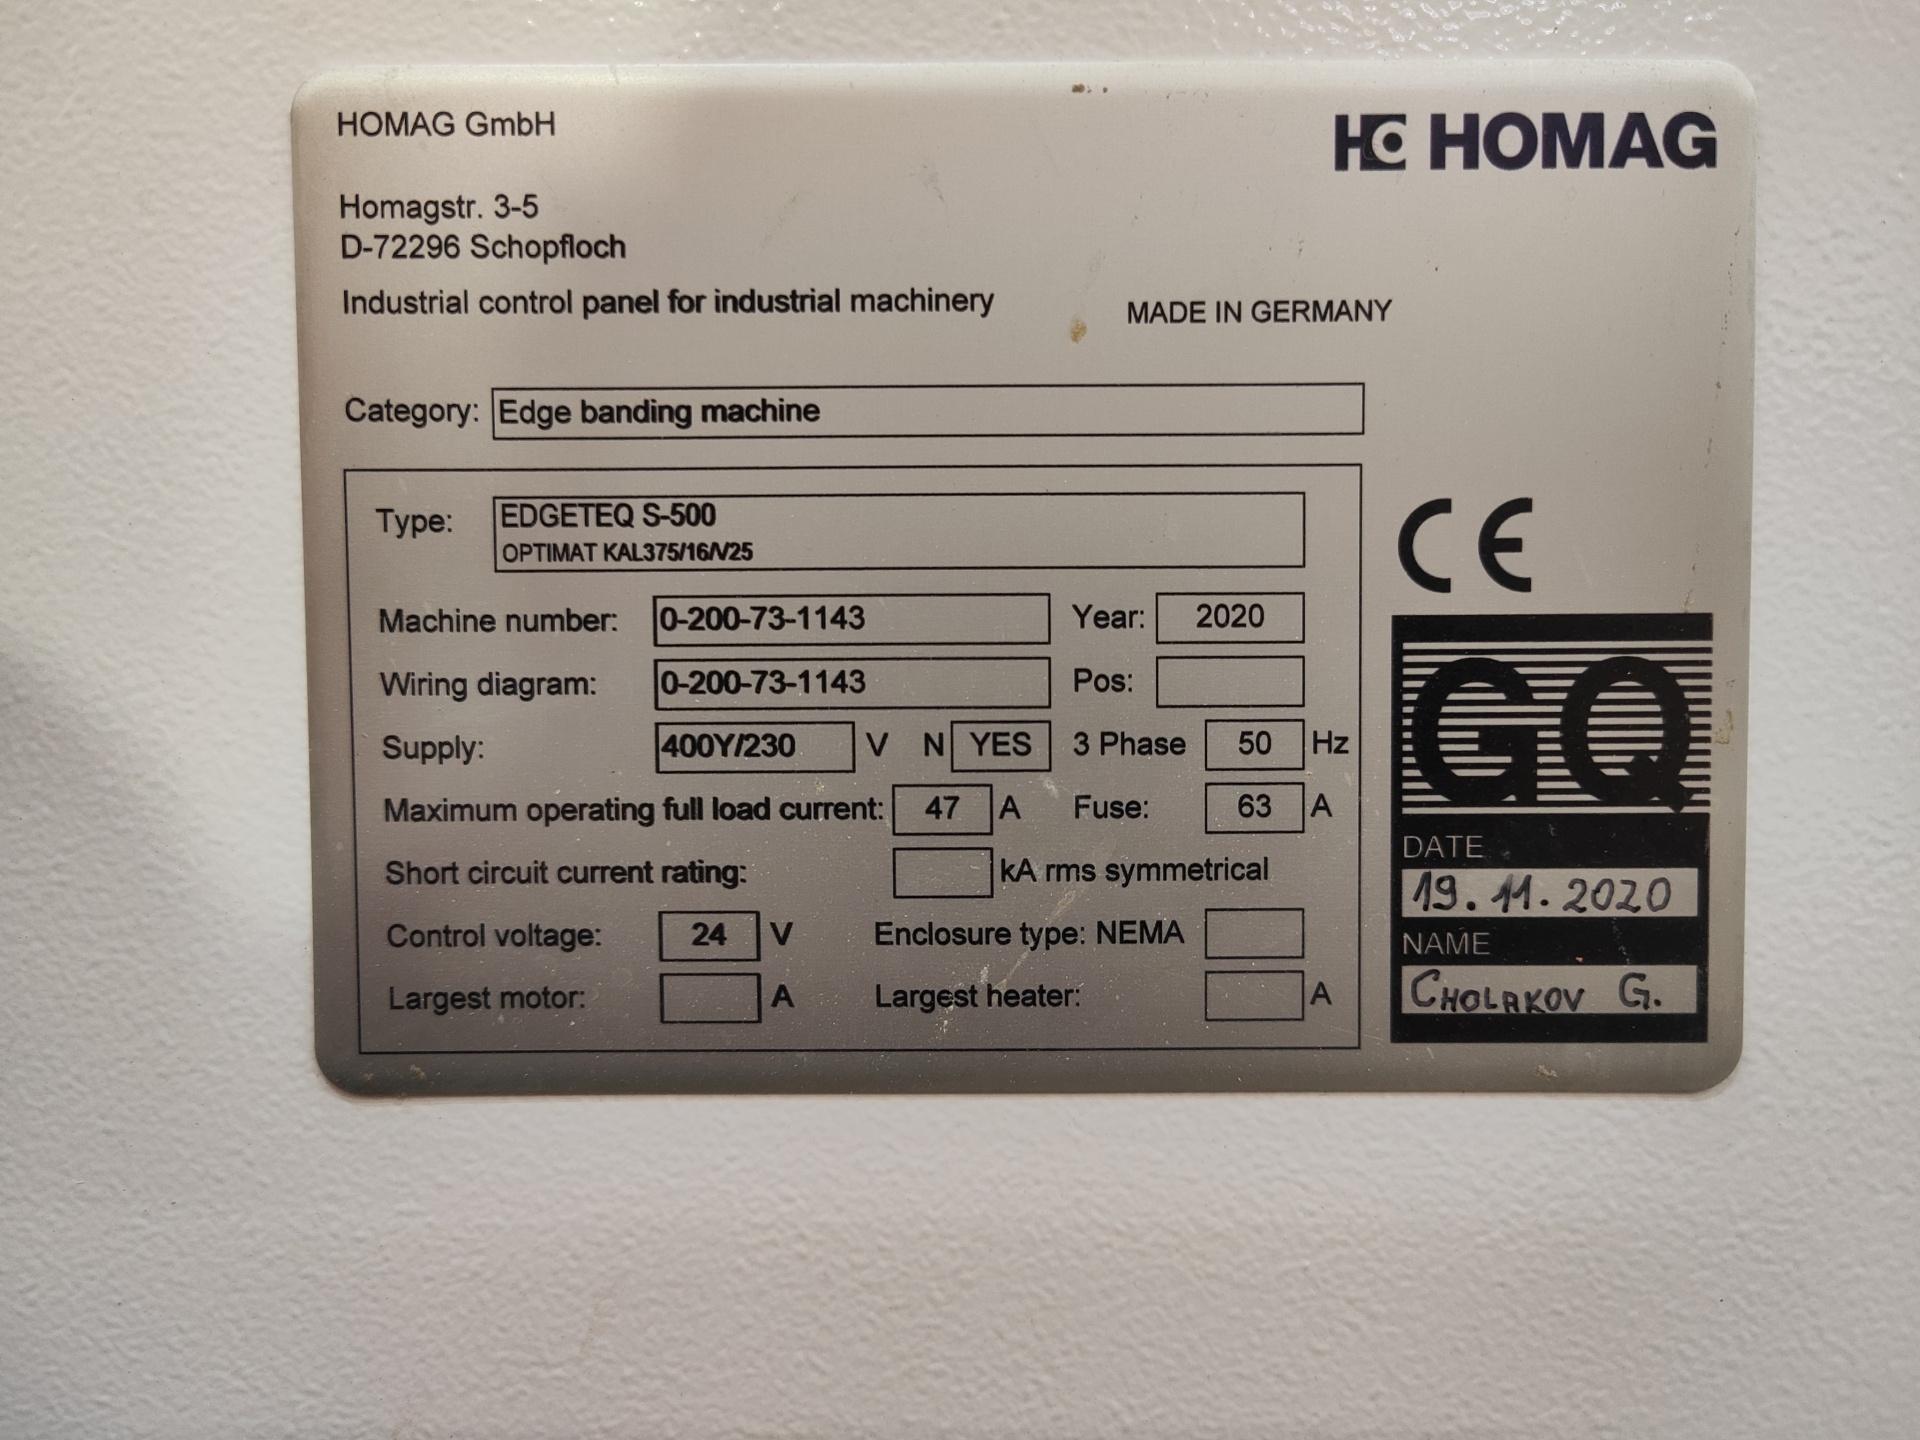 HOMAG GmbH
HC HOMAG
Homagstr. 3-5
D-72296 Schopfloch
Industrial control panel for industrial machinery
MADE IN GERMANY
Category: Edge banding machine
Type: EDGETEQ S-500
OPTIMAT KAL375/16/V25
Machine number: 0-200-73-1143 Year: 2020
Wiring diagram: 0-200-73-1143 Pos:
Supply: 400Y/230 V N YES 3 Phase 50 Hz
Maximum operating full load current: 47 A Fuse: 63 A
Short circuit current rating: kA rms symmetrical
Control voltage: 24 V Enclosure type: NEMA
Largest motor: A Largest heater: A
CE
GQ
DATE
19.11.2020
NAME
CHOLAKOV G.